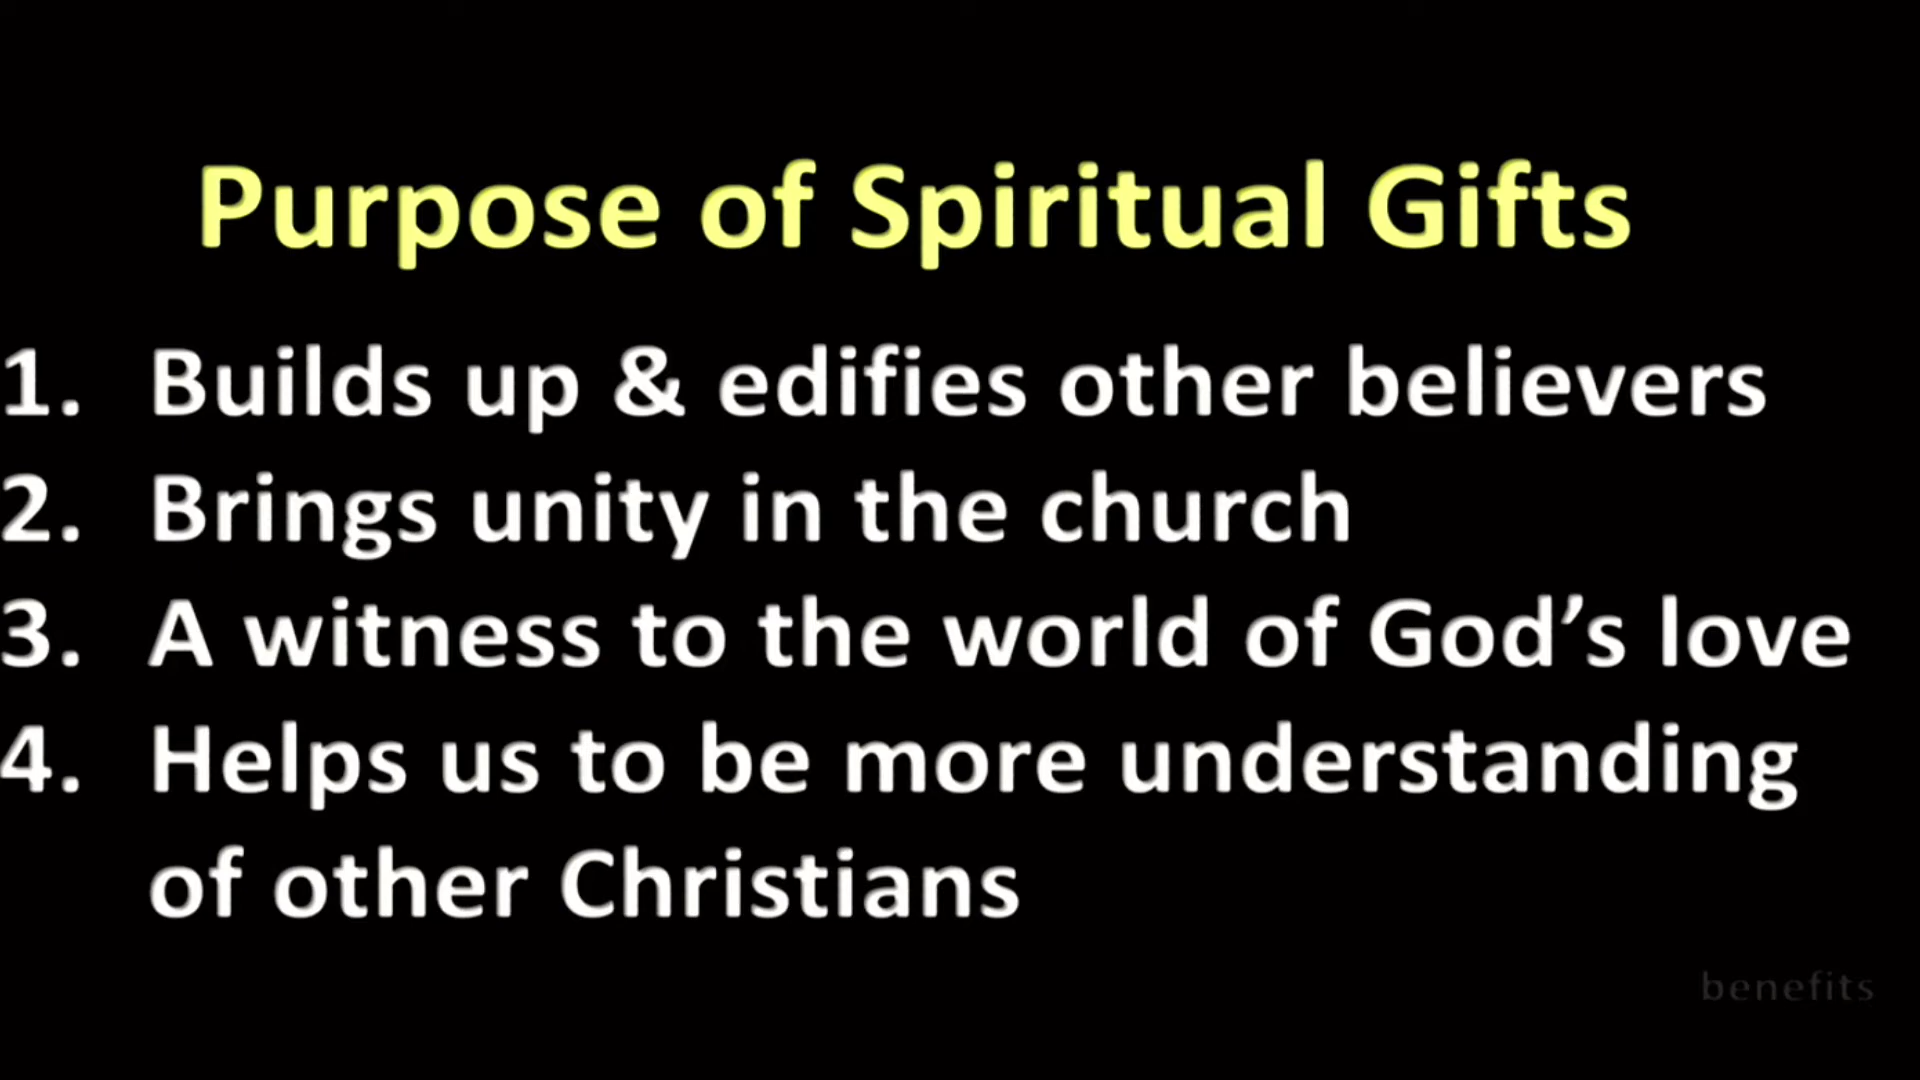 Purpose of Spiritual Gifts
1. Builds up & edifies other believers
2. Brings unity in the church
3. A witness to the world of God’s love
4. Helps us to be more understanding
of other Christians
benefits